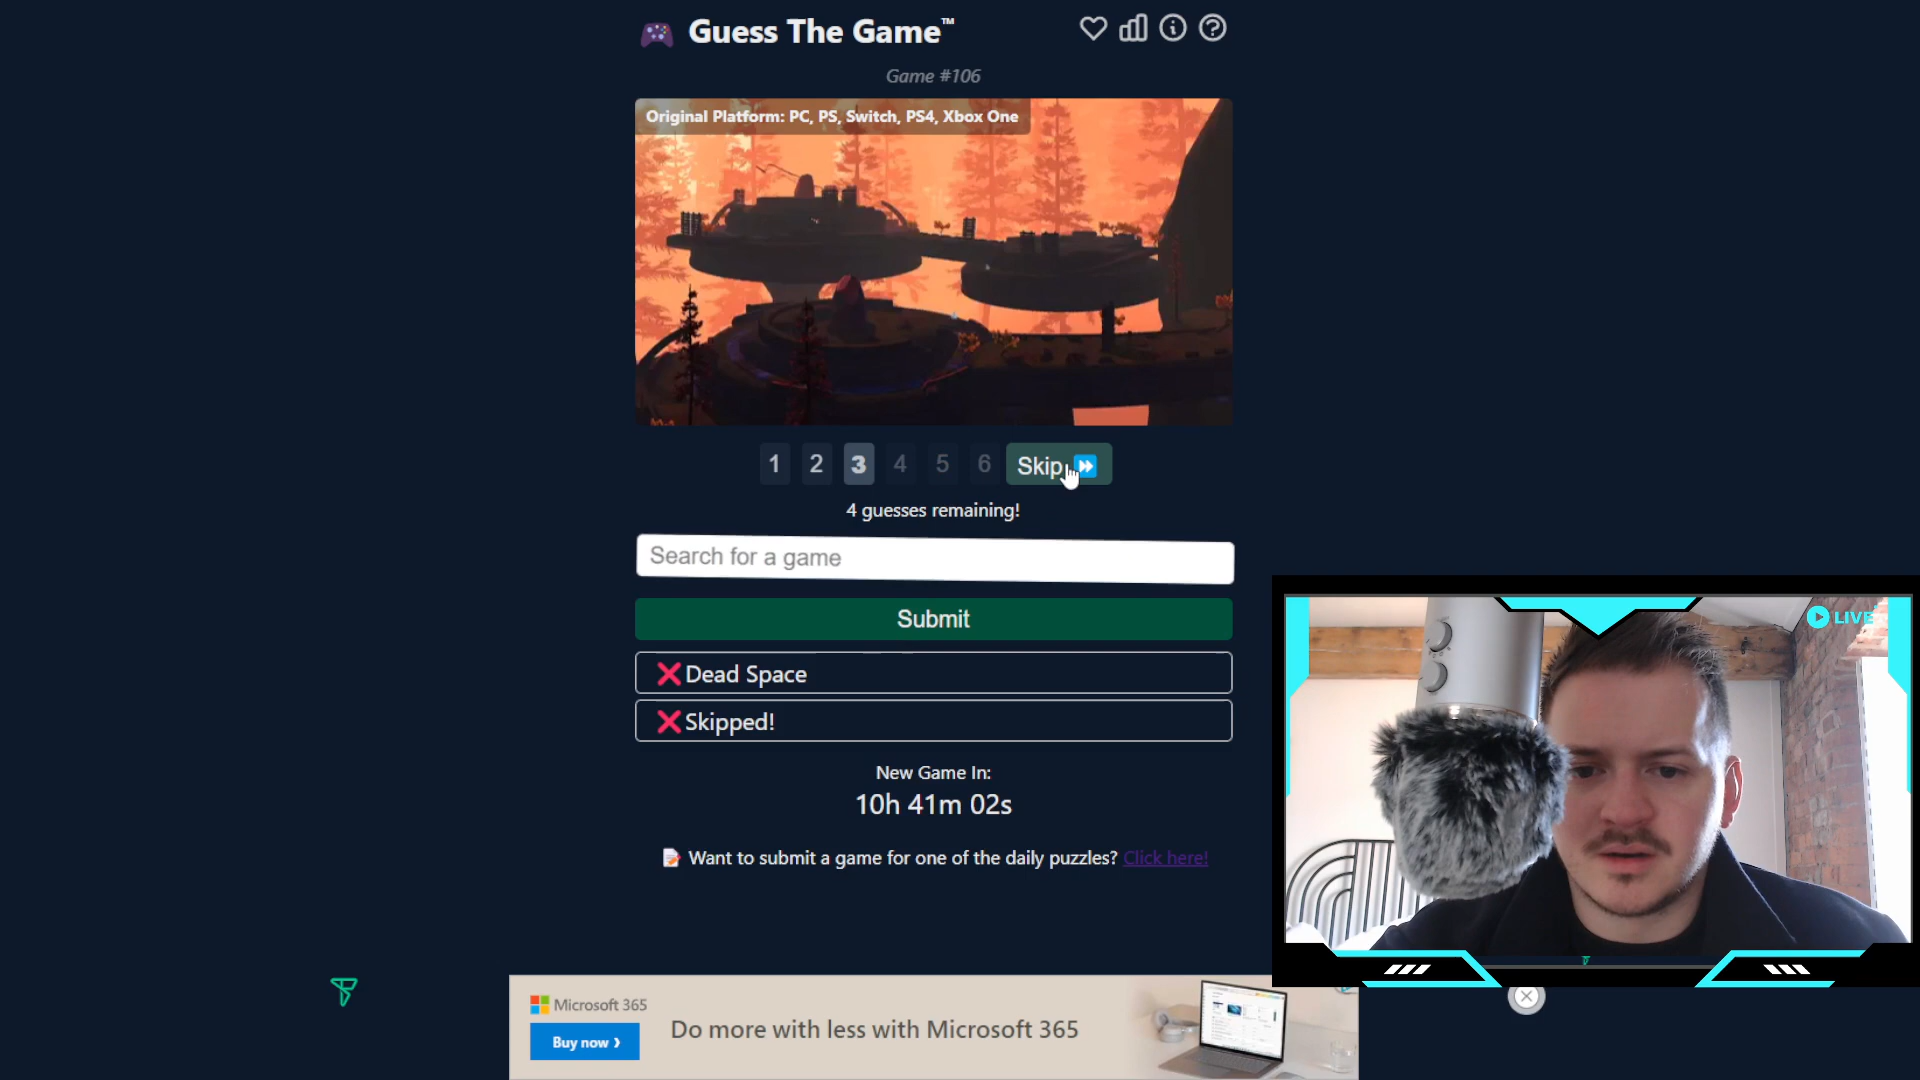 Guess The Game™
Game #106
Original Platform: PC, PS, Switch, PS4, Xbox One
1 2 3 4 5 6 Skip
4 guesses remaining!
Search for a game
Submit
❌Dead Space
❌Skipped!
New Game In:
10h 41m 02s
Want to submit a game for one of the daily puzzles? Click here!
LIVE
Microsoft 365
Buy now ›
Do more with less with Microsoft 365